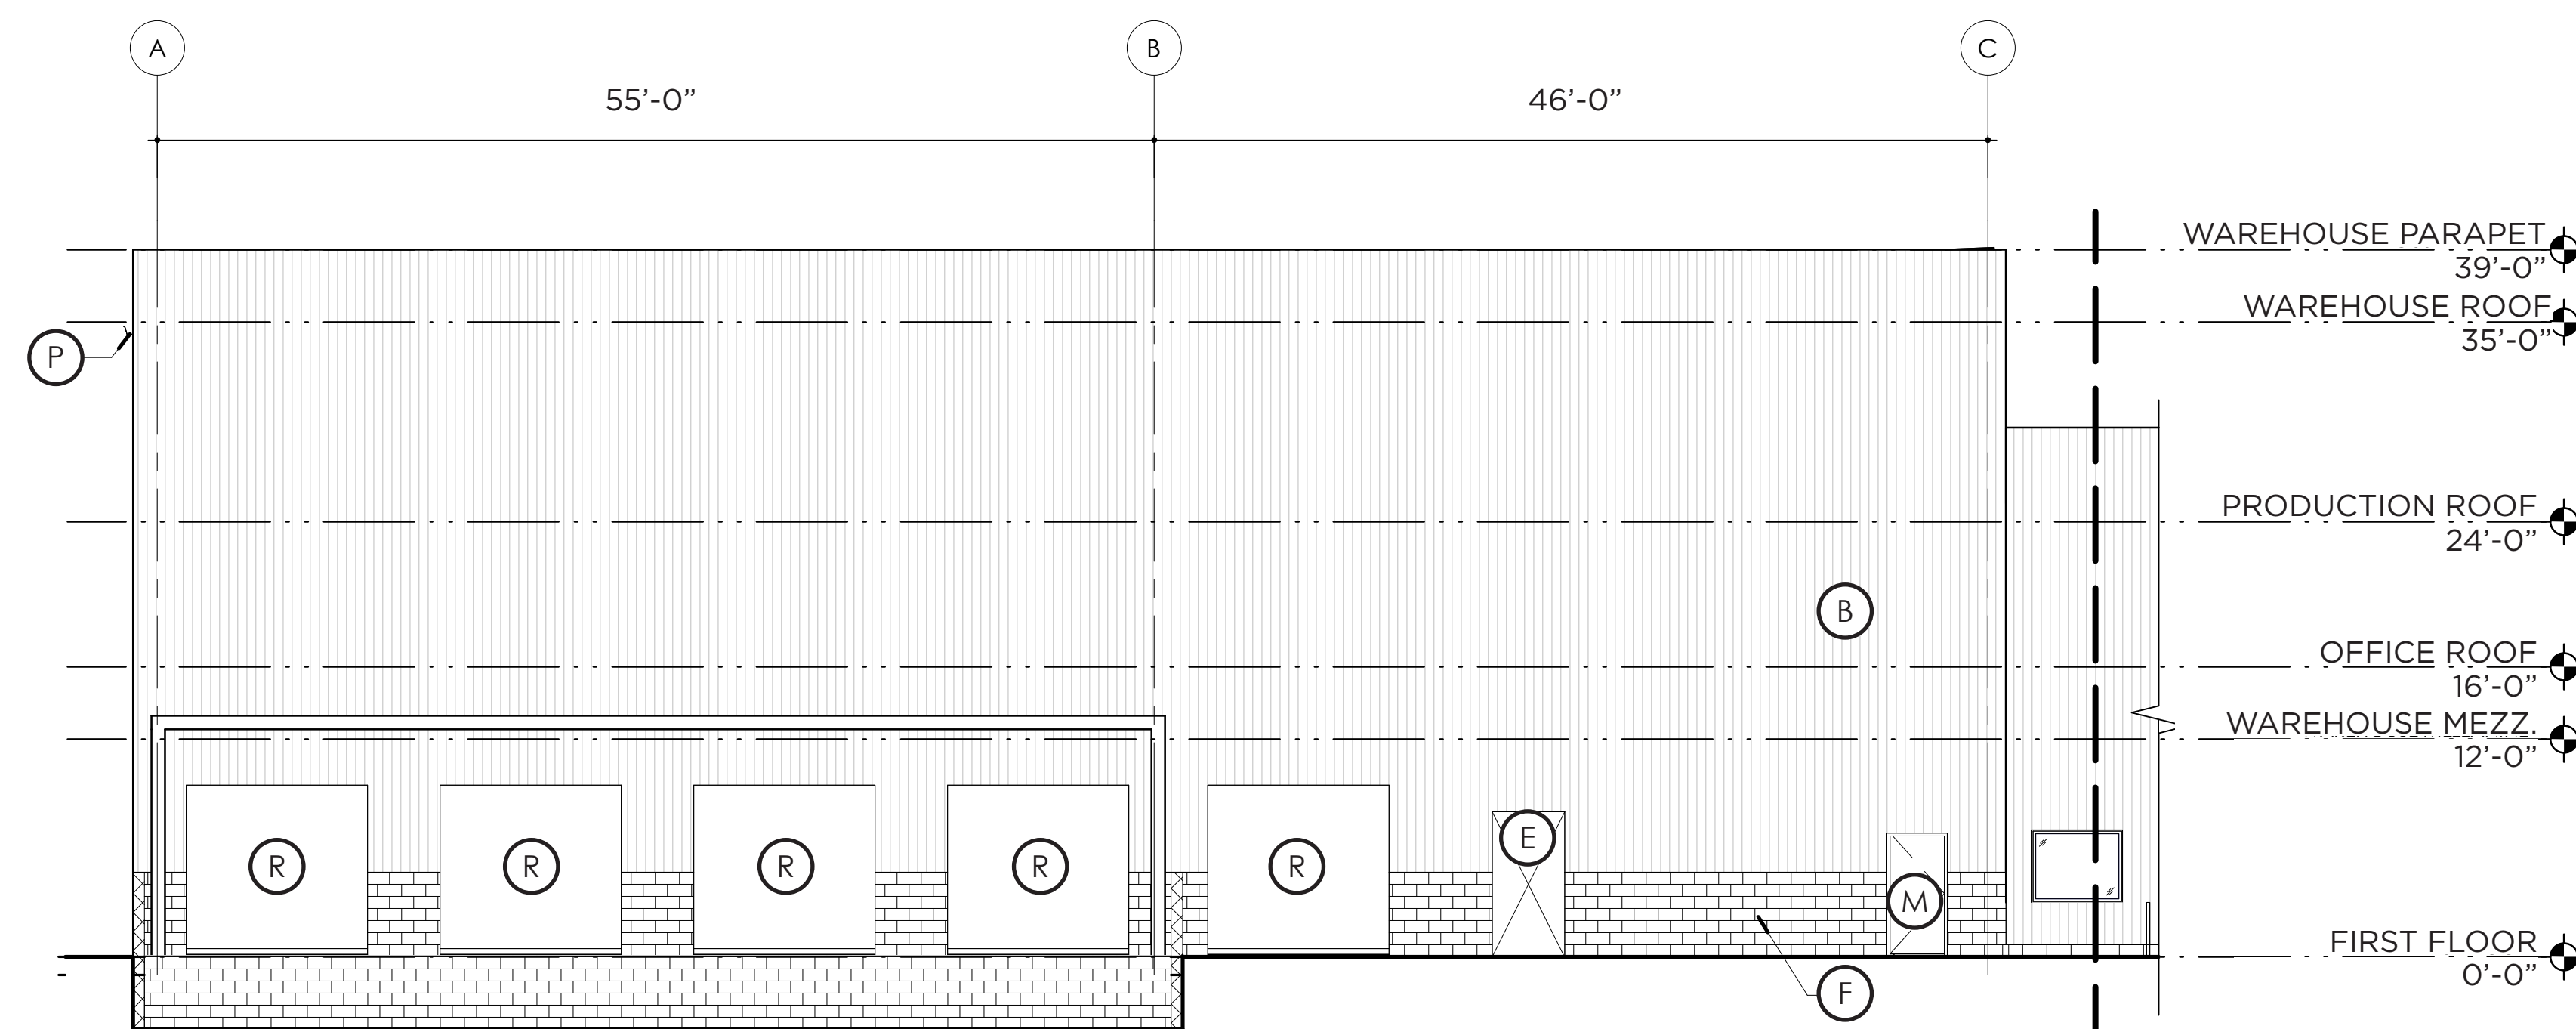 A B C
55’-0” 46’-0”
WAREHOUSE PARAPET
39’-0”
WAREHOUSE ROOF
35’-0”
P
PRODUCTION ROOF
24’-0”
B
OFFICE ROOF
16’-0”
WAREHOUSE MEZZ.
12’-0”
E
R R R R R
M
FIRST FLOOR
0’-0”
F